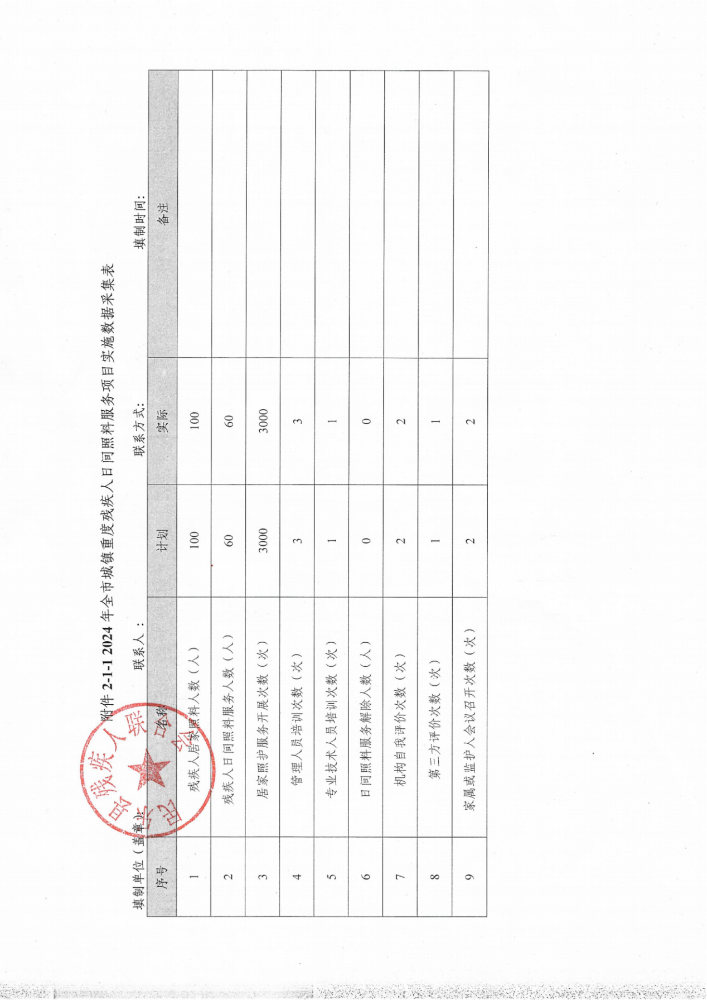 附件 2-1-1 2024 年全市城镇重度残疾人日间照料服务项目实施数据采集表
填制单位（盖章）： 联系人： 联系方式： 填制时间：
序号 名称 计划 实际 备注
1 残疾人居家照料人数（人） 100 100
2 残疾人日间照料服务人数（人） 60 60
3 居家照护服务开展次数（次） 3000 3000
4 管理人员培训次数（次） 3 3
5 专业技术人员培训次数（次） 1 1
6 日间照料服务解除人数（人） 0 0
7 机构自我评价次数（次） 2 2
8 第三方评价次数（次） 1 1
9 家属或监护人会议召开次数（次） 2 2
民乐县残疾人联合会